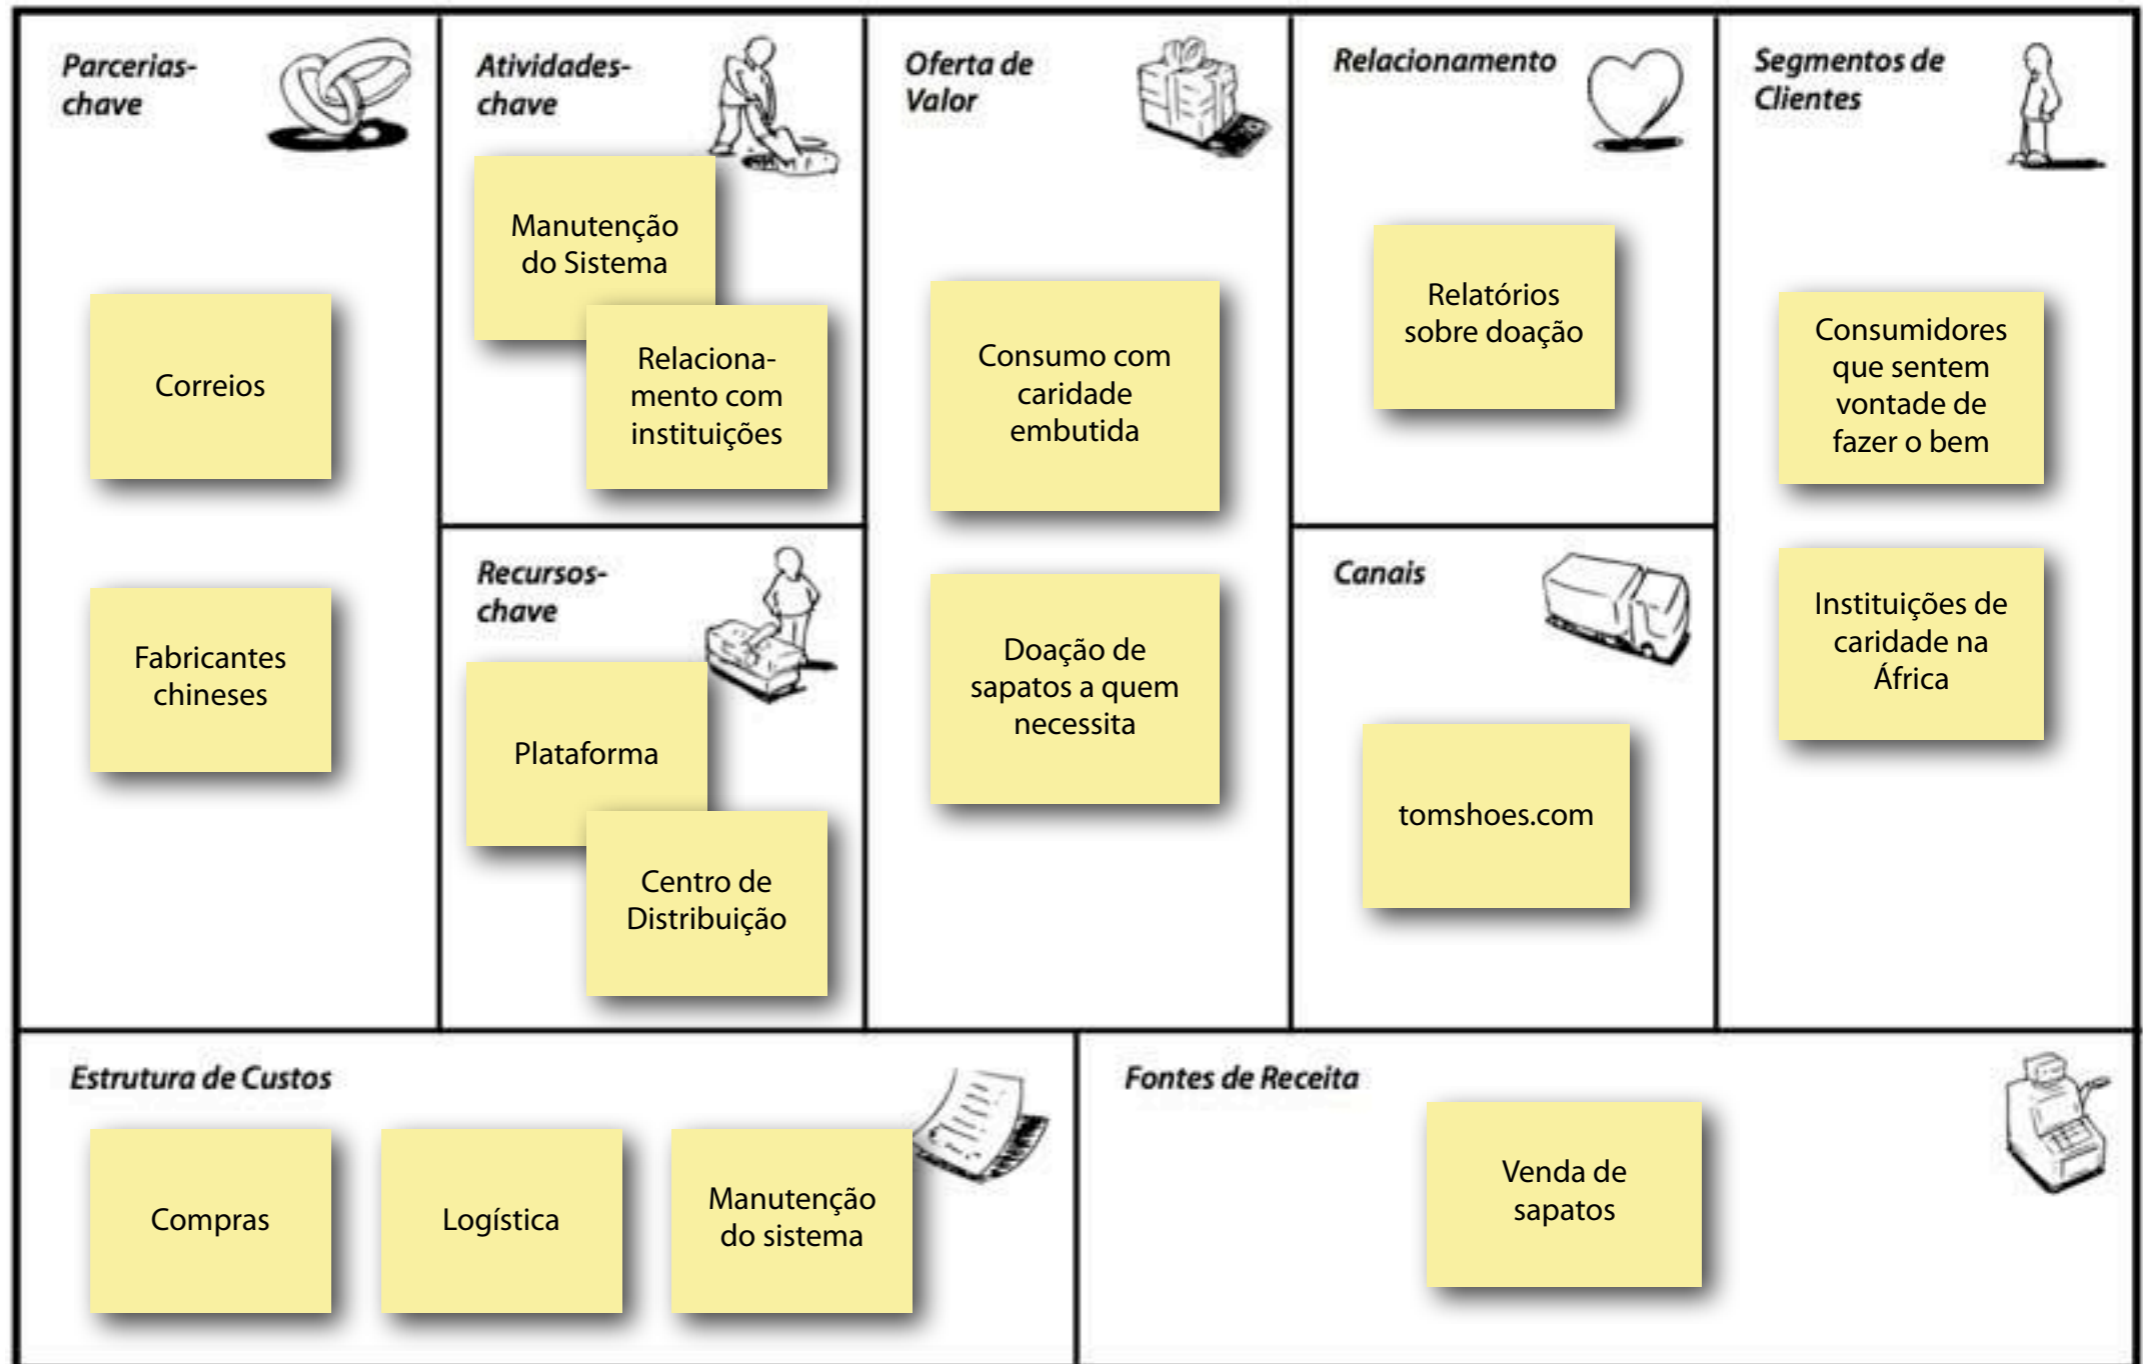 Parcerias-
chave
Correios
Fabricantes
chineses
Atividades-
chave
Manutenção
do Sistema
Relaciona-
mento com
instituições
Recursos-
chave
Plataforma
Centro de
Distribuição
Oferta de
Valor
Consumo com
caridade
embutida
Doação de
sapatos a quem
necessita
Relacionamento
Relatórios
sobre doação
Canais
tomshoes.com
Segmentos de
Clientes
Consumidores
que sentem
vontade de
fazer o bem
Instituições de
caridade na
África
Estrutura de Custos
Compras
Logística
Manutenção
do sistema
Fontes de Receita
Venda de
sapatos